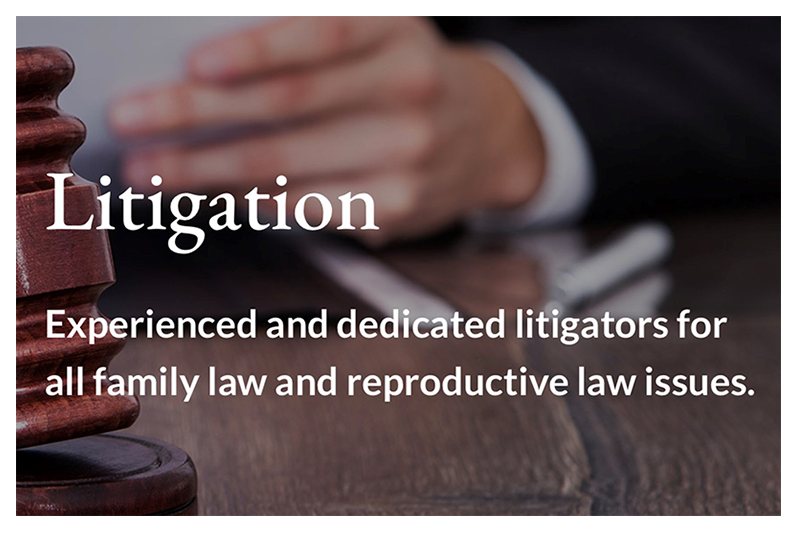 Litigation
Experienced and dedicated litigators for
all family law and reproductive law issues.